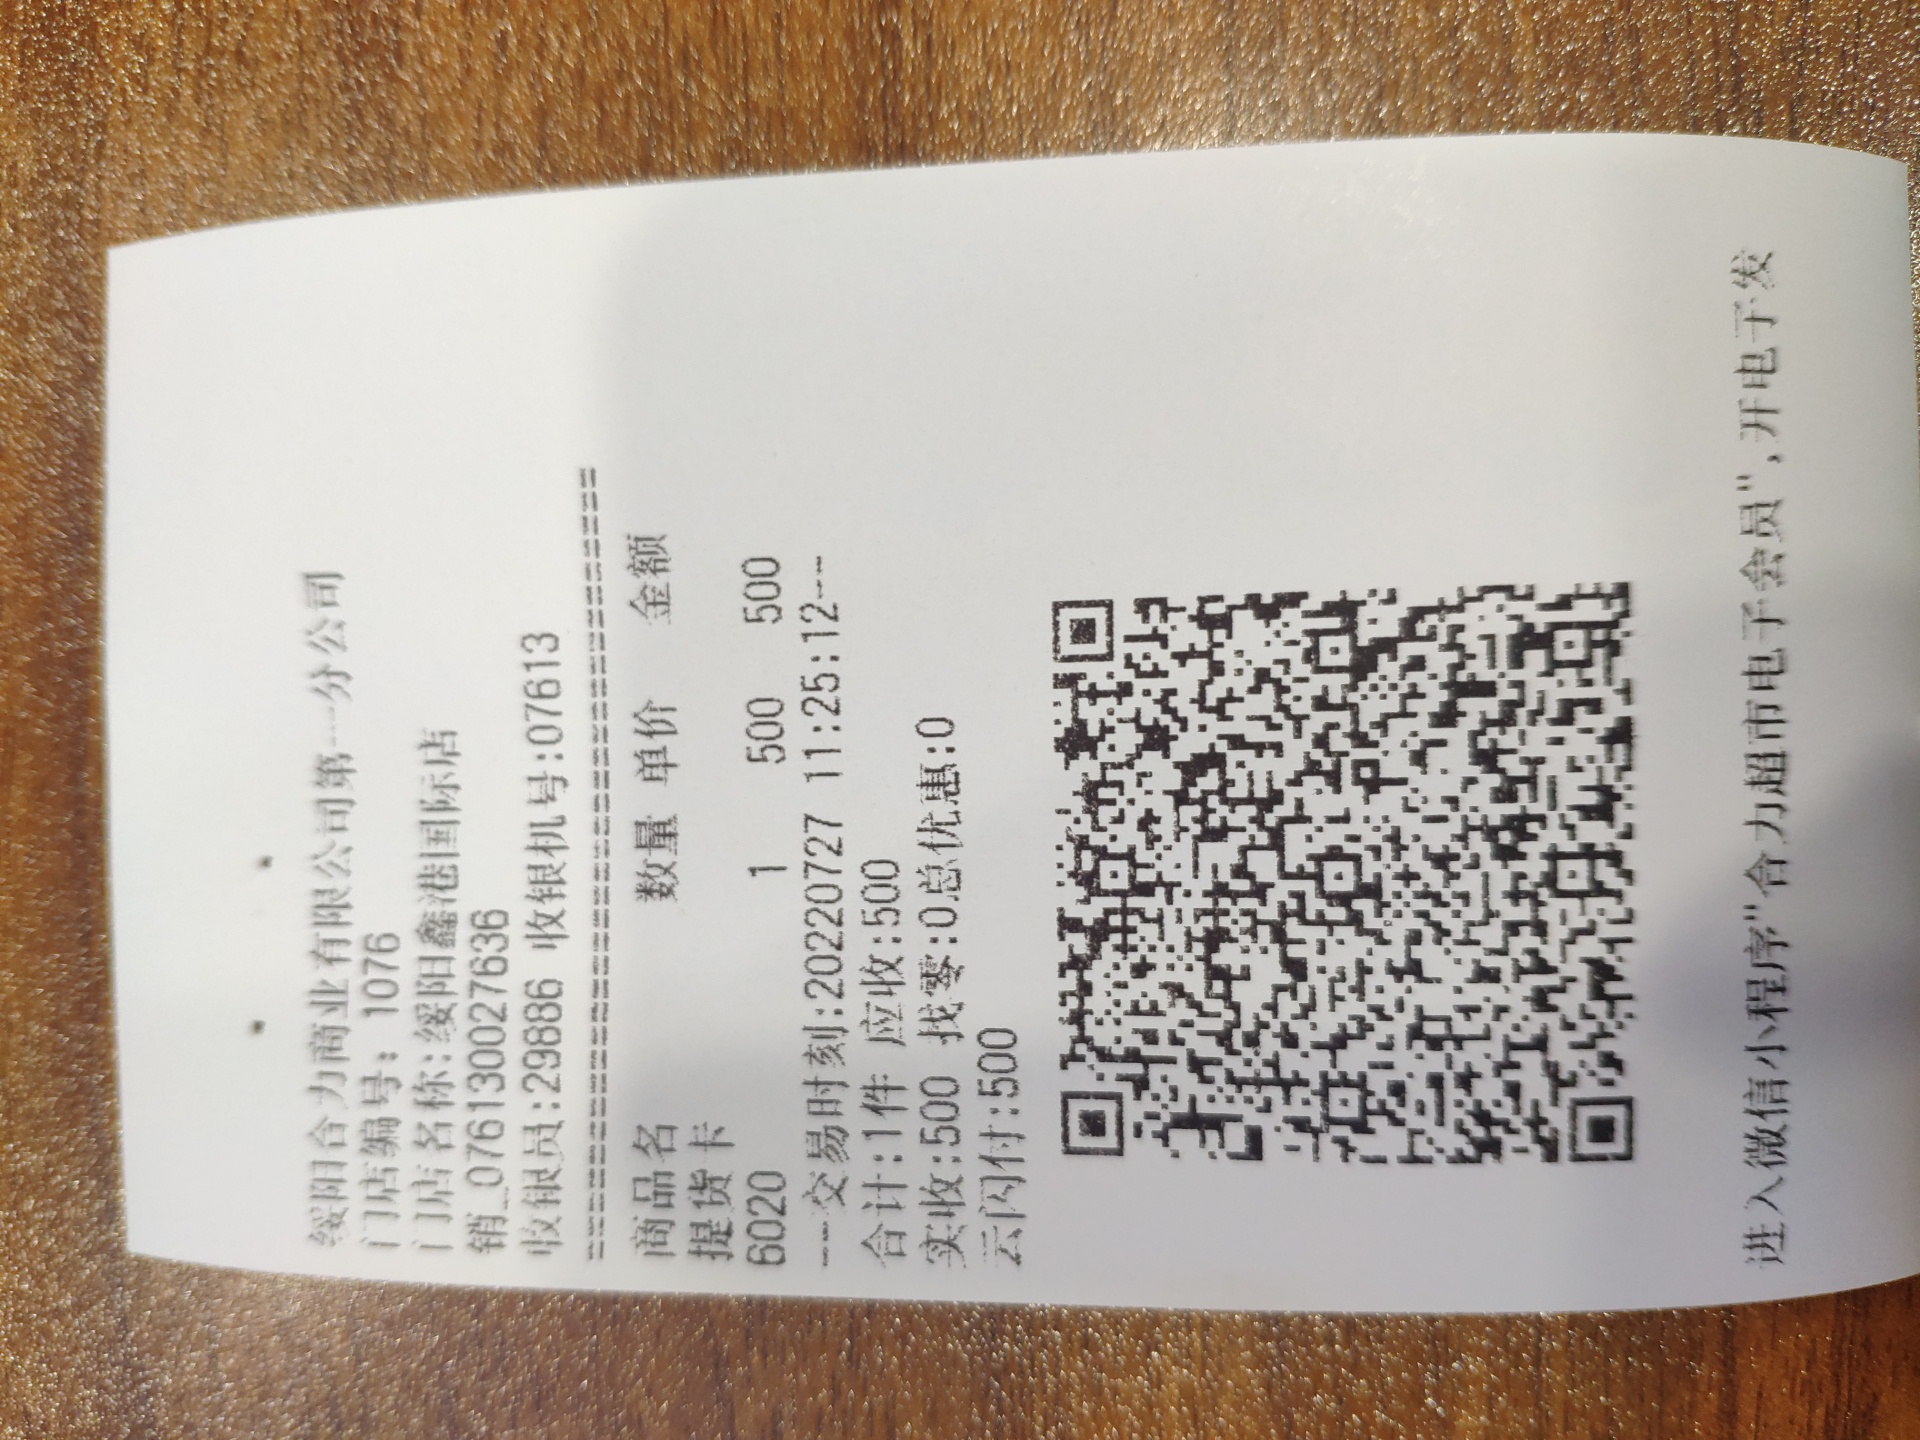 绥阳合力商业有限公司第一分公司
门店编号: 1076
门店名称:绥阳鑫港国际店
销_0761300027636
收银员:29886 收银机号:07613
==================================
商品名 数量 单价 金额
提货卡
6020 1 500 500
---交易时刻:20220727 11:25:12---
合计:1件 应收:500
实收:500 找零:0总优惠:0
云闪付:500
进入微信小程序"合力超市电子会员",开电子发